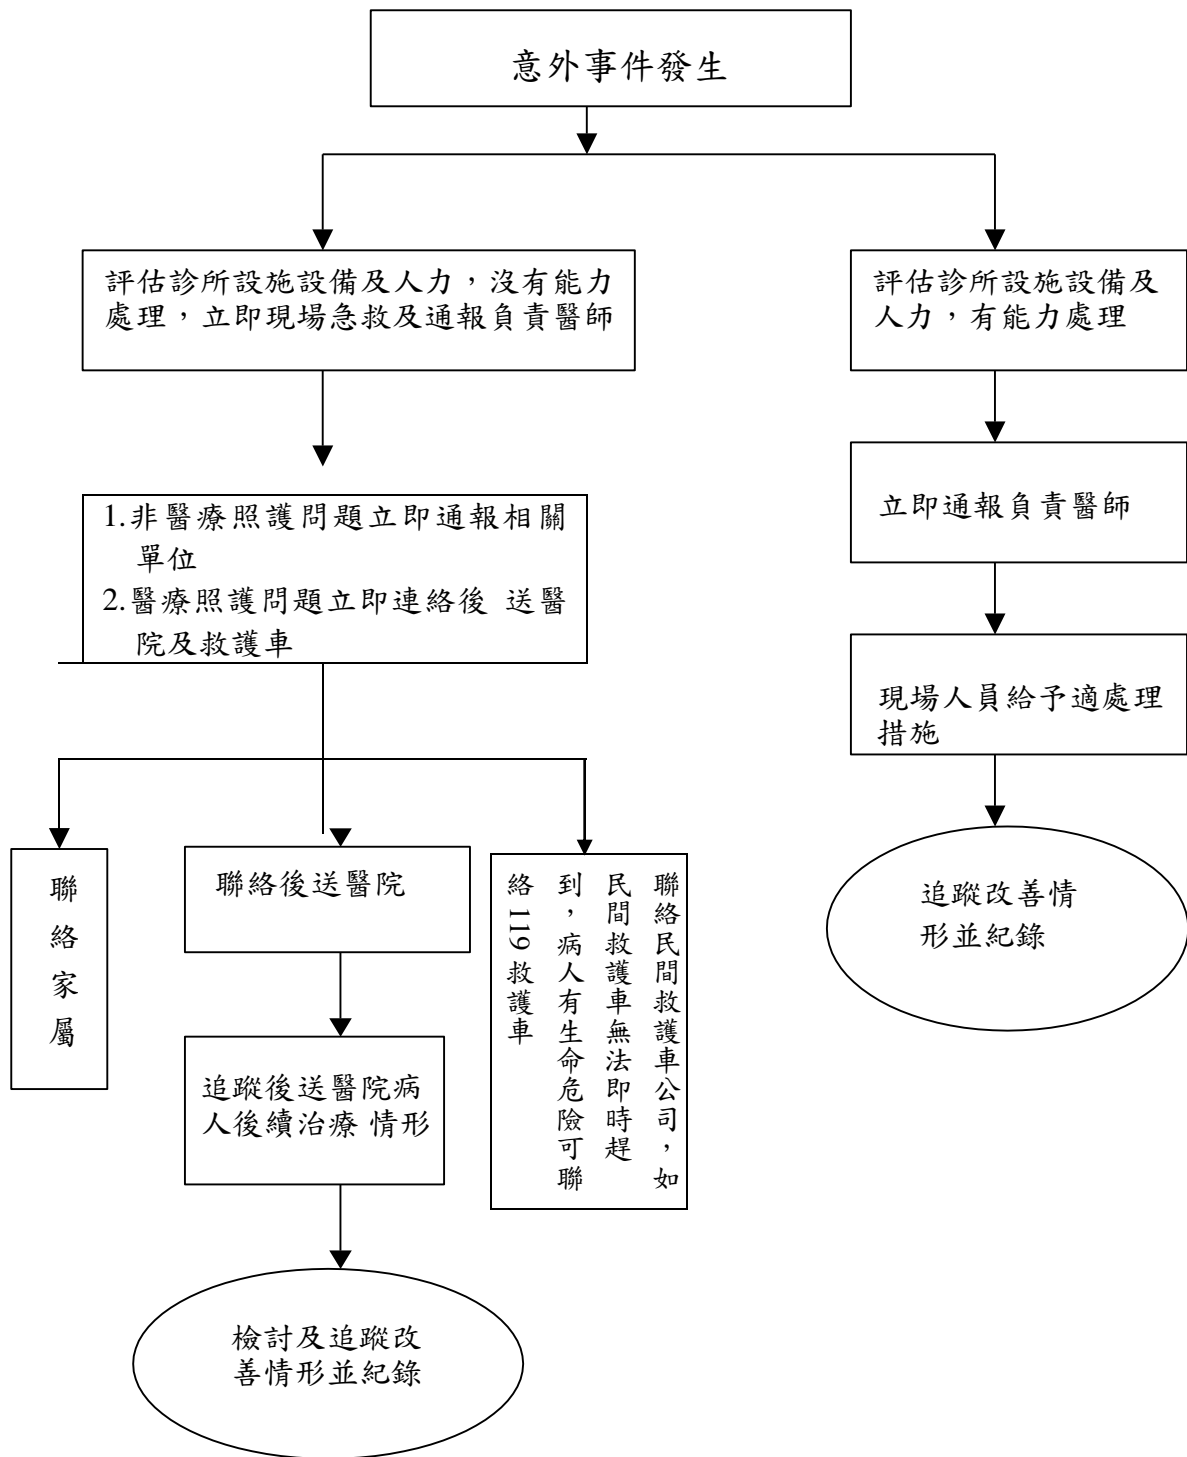 意外事件發生
評估診所設施設備及人力，沒有能力
處理，立即現場急救及通報負責醫師
評估診所設施設備及
人力，有能力處理
1.非醫療照護問題立即通報相關
單位
2.醫療照護問題立即連絡後 送醫
院及救護車
立即通報負責醫師
現場人員給予適處理
措施
聯絡家屬
聯絡後送醫院
聯絡民間救護車公司，如
民間救護車無法即時趕
到，病人有生命危險可聯
絡 119 救護車
追蹤改善情
形並紀錄
追蹤後送醫院病
人後續治療 情形
檢討及追蹤改
善情形並紀錄